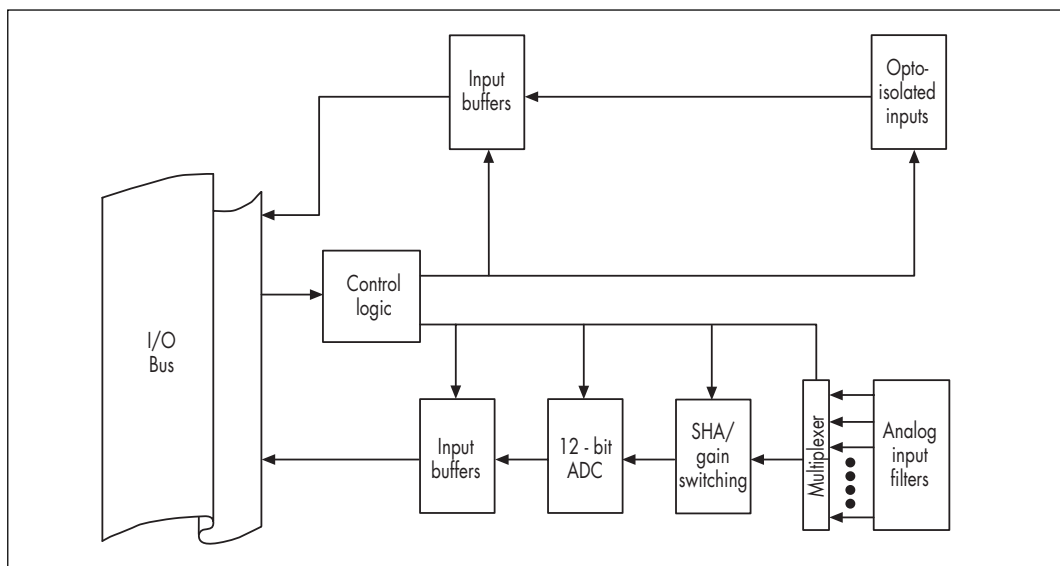 Input
buffers
Opto-
isolated
inputs
Control
logic
I/O
Bus
Input
buffers
12 - bit
ADC
SHA/
gain
switching
Multiplexer
Analog
input
filters